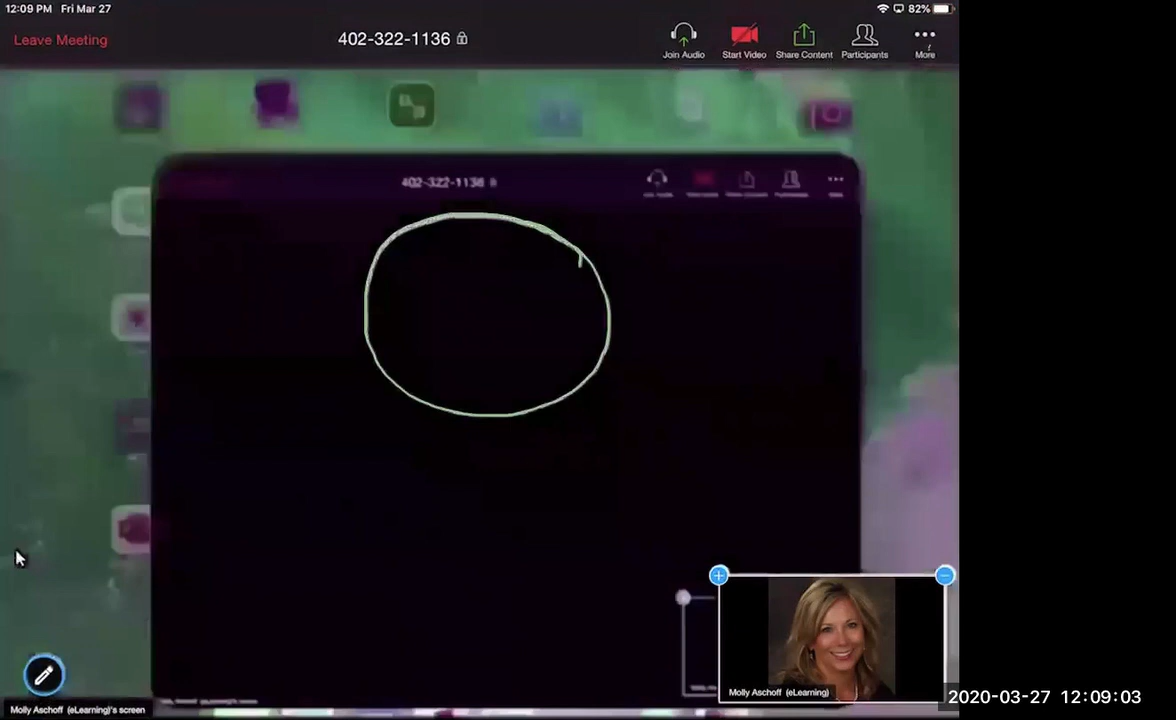 12:09 PM Fri Mar 27
82%
Leave Meeting
402-322-1136
Join Audio
Start Video
Share Content
Participants
More
402-322-1136
Molly Aschoff (eLearning)
Molly Aschoff (eLearning)'s screen
2020-03-27 12:09:03